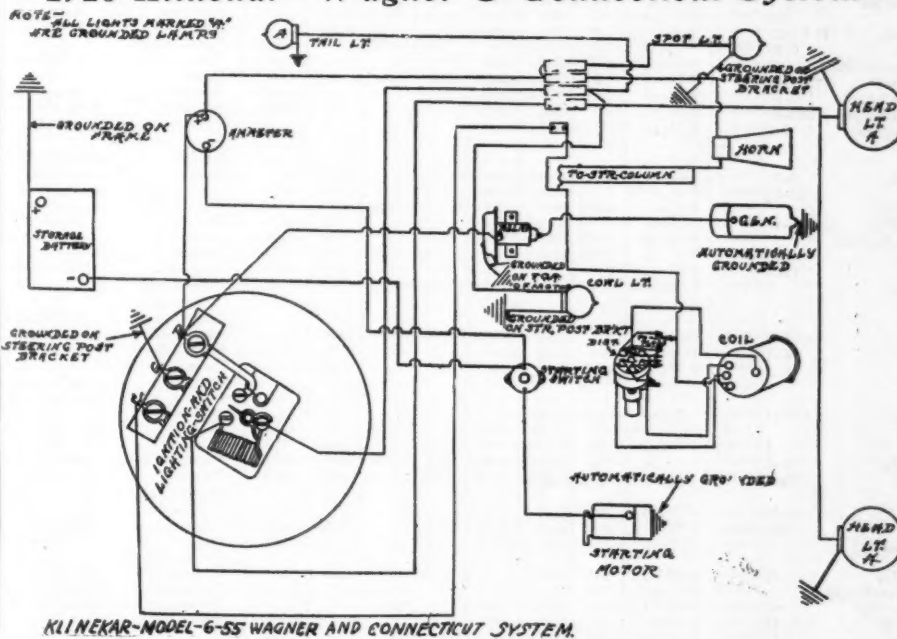 NOTE-
ALL LIGHTS MARKED "A"
ARE GROUNDED LAMPS
A
TAIL LT.
SPOT LT.
GROUNDED ON
STEERING POST
BRACKET
HEAD
LT.
A
GROUNDED ON
FRAME
+
AMMETER
-
HORN
TO-STR-COLUMN
+
STORAGE
BATTERY
-
RELAY
GEN.
AUTOMATICALLY
GROUNDED
GROUNDED
ON TOP
OF MOTOR
COWL LT.
GROUNDED
ON STR. POST BRKT
GROUNDED ON
STEERING POST
BRACKET
DIST.
COIL
STARTING
SWITCH
IGNITION-AND
LIGHTING-SWITCH
AUTOMATICALLY GROUNDED
STARTING
MOTOR
HEAD
LT.
A
KLINEKAR-MODEL-6-55 WAGNER AND CONNECTICUT SYSTEM.